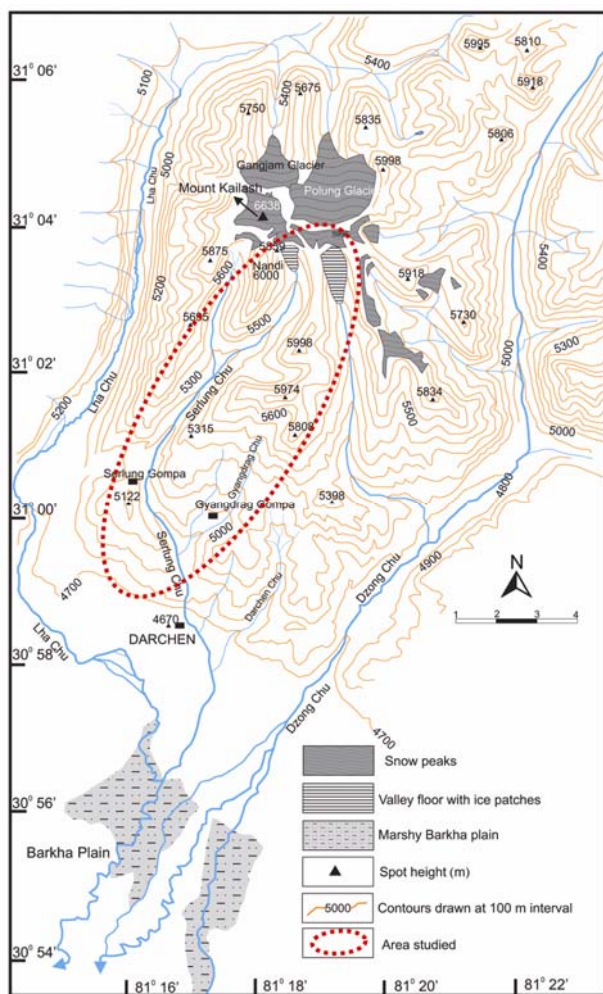 31° 06'
31° 04'
31° 02'
31° 00'
30° 58'
30° 56'
30° 54'
81° 16'
81° 18'
81° 20'
81° 22'
5100
5400
5675
5750
5400
5995
5810
5918
5835
5806
5998
5000
Lha Chu
Gangjam Glacier
Mount Kailash
Polung Glacier
6638
5875
5600
Nandi
6000
5200
5500
5918
5730
5400
5000
5300
5695
5300
Serlung Chu
5998
5974
5600
5834
5500
5200
Lha Chu
5315
5808
5000
Serlung Gompa
5122
Gyangdrag Chu
Gyangdrag Gompa
5000
5398
4800
4900
4700
Serlung Chu
Darchen Chu
Dzong Chu
N
1 2 3 4
4670
DARCHEN
Lha Chu
Dzong Chu
4700
Barkha Plain
Snow peaks
Valley floor with ice patches
Marshy Barkha plain
Spot height (m)
5000
Contours drawn at 100 m interval
Area studied